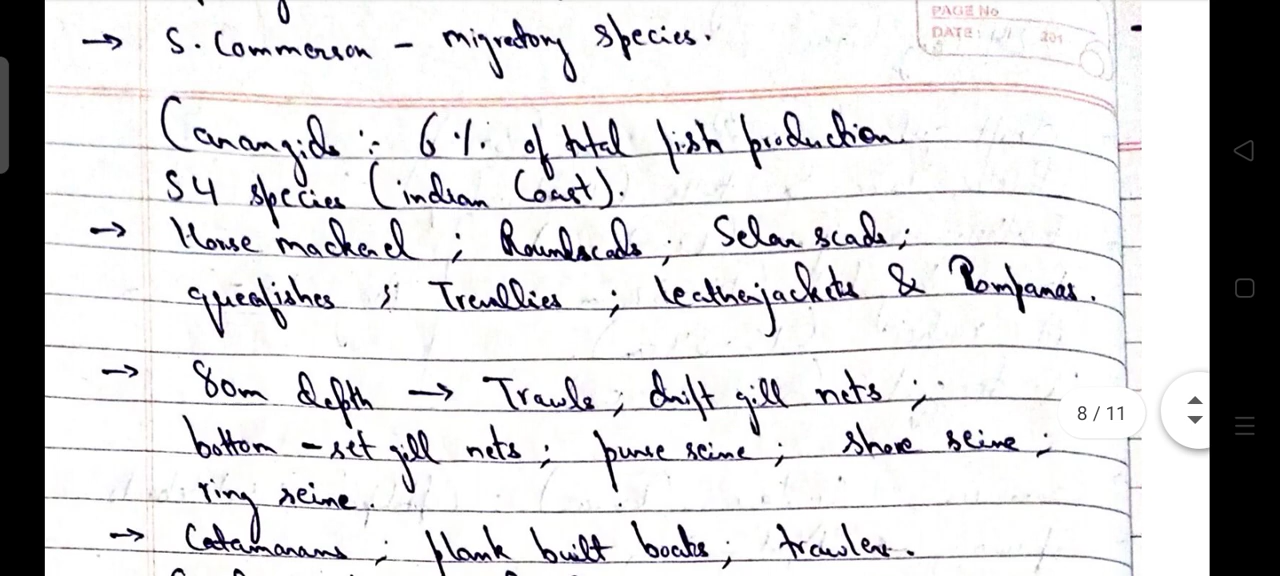 PAGE No
DATE: / / 201
→ S. Commerson - migratory species.
Carangids : 6%. of total fish production.
54 species (indian Coast).
→ Horse mackerel ; Roundscads ; Selar scads ;
queenfishes ; Trevallies ; leatherjackets & Pompanos.
→ 80m depth → Trawls ; drift gill nets ;
bottom - set gill nets ; purse seine ; shore seine ;
ring seine.
8 / 11
→ Catamarans ; plank built boats ; trawlers.